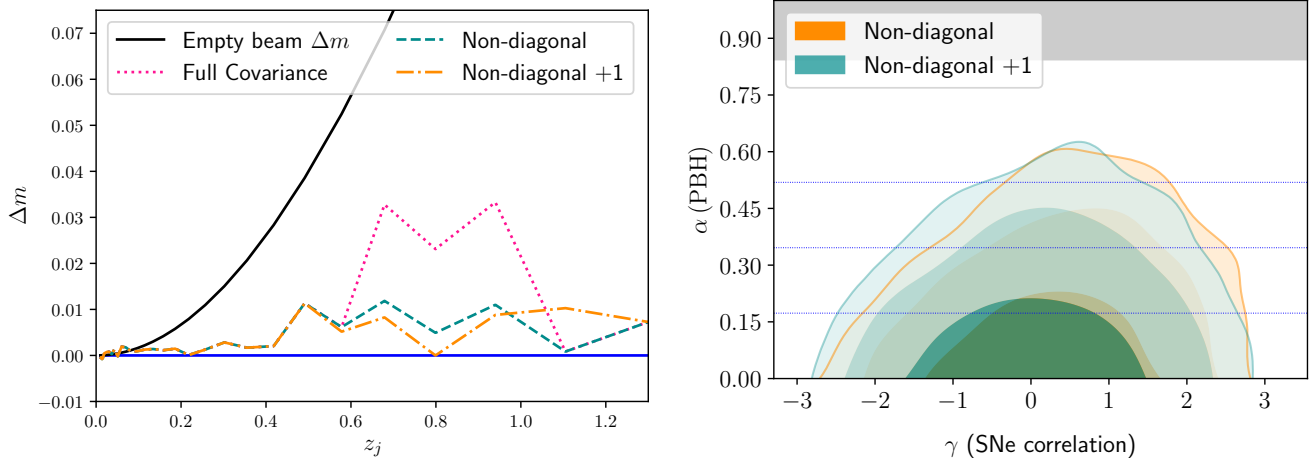 0.07
0.06
0.05
0.04
0.03
0.02
0.01
0.00
−0.01
Δm
0.0 0.2 0.4 0.6 0.8 1.0 1.2
z_j
Empty beam Δm
Full Covariance
Non-diagonal
Non-diagonal +1
0.90
0.75
0.60
0.45
0.30
0.15
0.00
α (PBH)
−3 −2 −1 0 1 2 3
γ (SNe correlation)
Non-diagonal
Non-diagonal +1